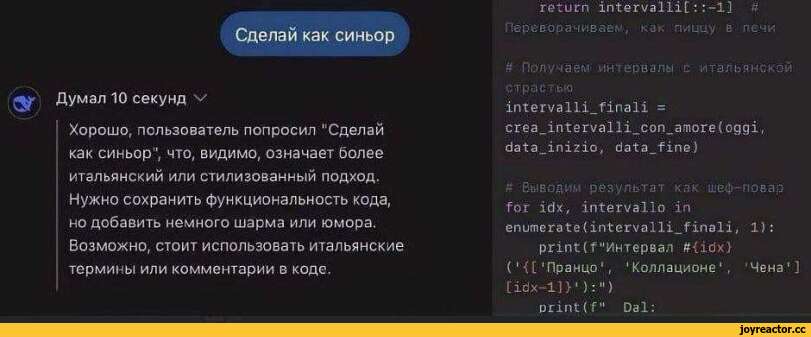 Сделай как синьор
Думал 10 секунд
Хорошо, пользователь попросил "Сделай
как синьор", что, видимо, означает более
итальянский или стилизованный подход.
Нужно сохранить функциональность кода,
но добавить немного шарма или юмора.
Возможно, стоит использовать итальянские
термины или комментарии в коде.
return intervalli[::-1] #
Переворачиваем, как пиццу в печи
# Получаем интервалы с итальянской
страстью
intervalli_finali =
crea_intervalli_con_amore(oggi,
data_inizio, data_fine)
# Выводим результат как шеф-повар
for idx, intervallo in
enumerate(intervalli_finali, 1):
print(f"Интервал #{idx}
('{['Пранцо', 'Коллационе', 'Чена']
[idx-1]}'):")
print(f" Dal:
joyreactor.cc